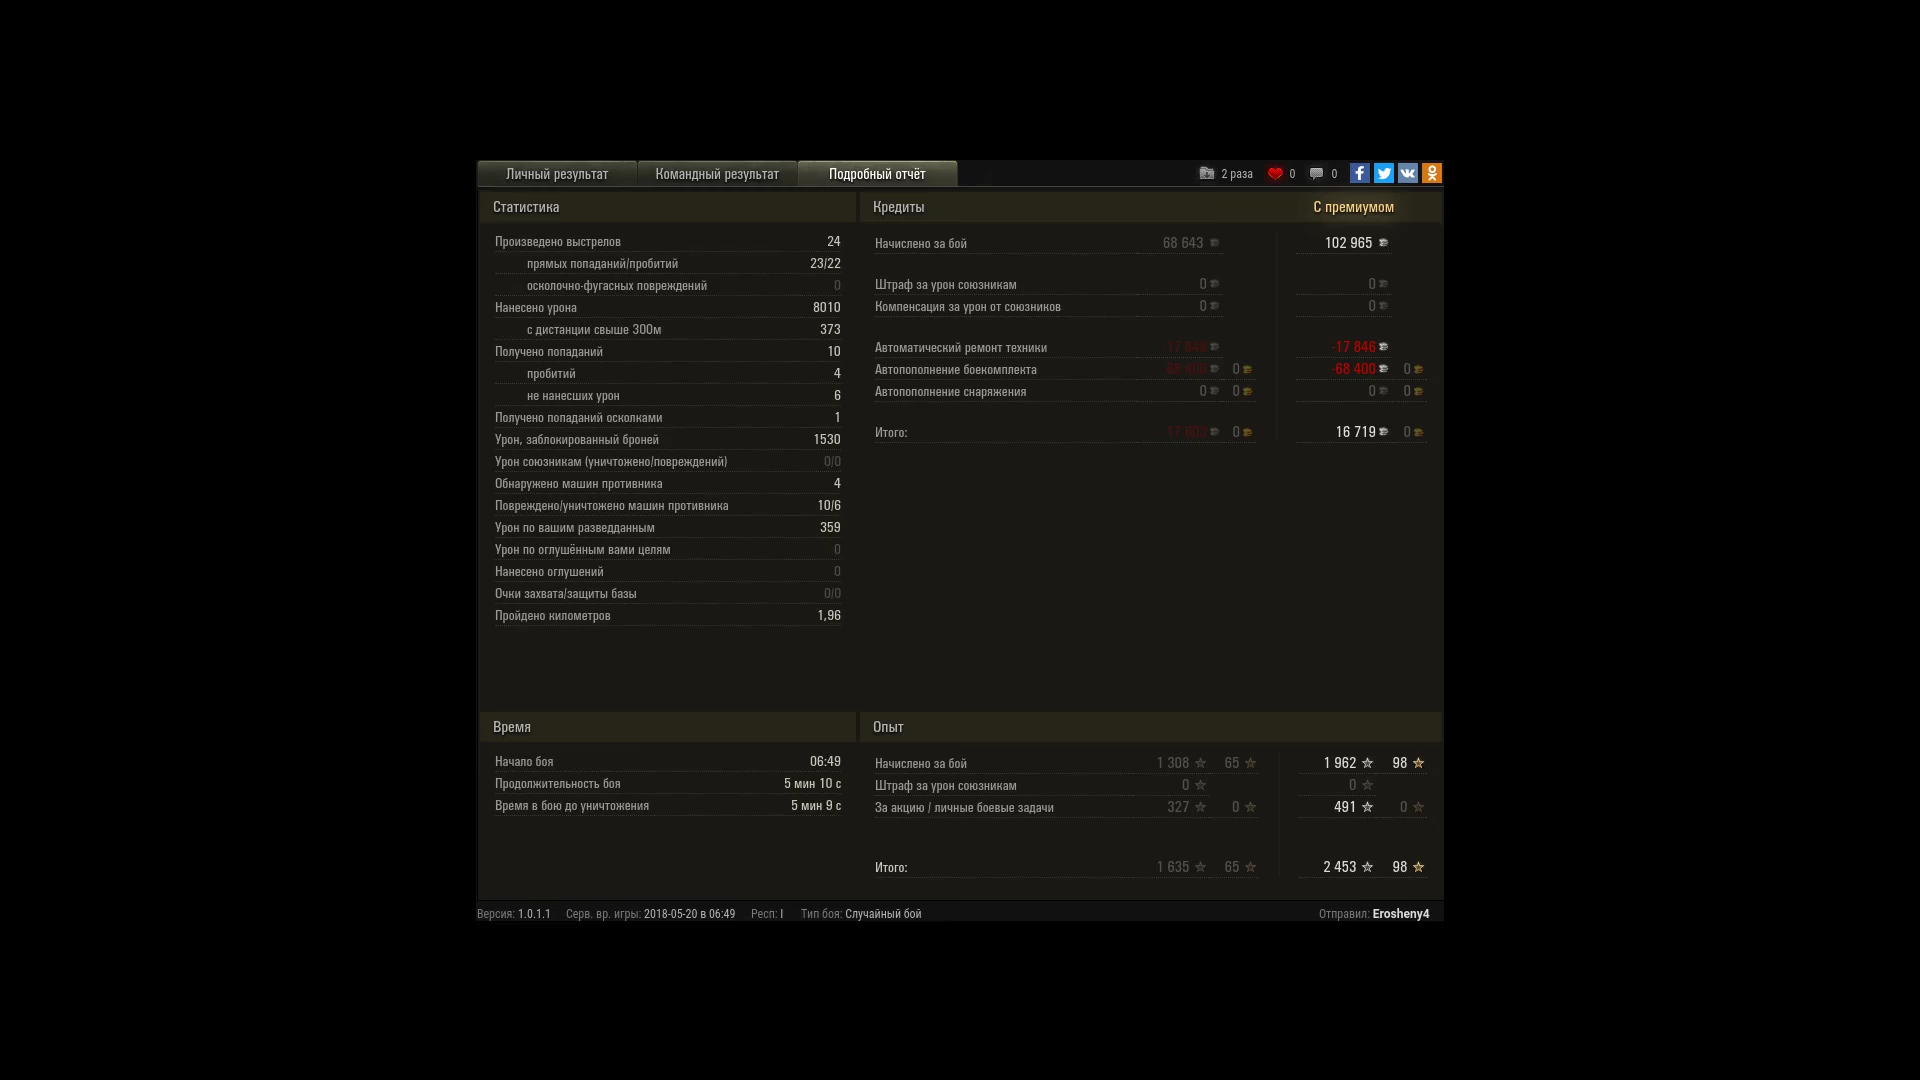 Личный результат Командный результат Подробный отчёт 2 раза 0 0
Статистика
Произведено выстрелов 24
прямых попаданий/пробитий 23/22
осколочно-фугасных повреждений 0
Нанесено урона 8010
с дистанции свыше 300м 373
Получено попаданий 10
пробитий 4
не нанесших урон 6
Получено попаданий осколками 1
Урон, заблокированный броней 1530
Урон союзникам (уничтожено/повреждений) 0/0
Обнаружено машин противника 4
Повреждено/уничтожено машин противника 10/6
Урон по вашим разведданным 359
Урон по оглушённым вами целям 0
Нанесено оглушений 0
Очки захвата/защиты базы 0/0
Пройдено километров 1,96
Кредиты С премиумом
Начислено за бой 68 643 102 965
Штраф за урон союзникам 0 0
Компенсация за урон от союзников 0 0
Автоматический ремонт техники -17 846
Автопополнение боекомплекта 0 -68 400 0
Автопополнение снаряжения 0 0 0 0
Итого: 0 16 719 0
Время
Начало боя 06:49
Продолжительность боя 5 мин 10 с
Время в бою до уничтожения 5 мин 9 с
Опыт
Начислено за бой 1 308 65 1 962 98
Штраф за урон союзникам 0 0
За акцию / личные боевые задачи 327 0 491 0
Итого: 1 635 65 2 453 98
Версия: 1.0.1.1 Серв. вр. игры: 2018-05-20 в 06:49 Респ: I Тип боя: Случайный бой Отправил: Erosheny4